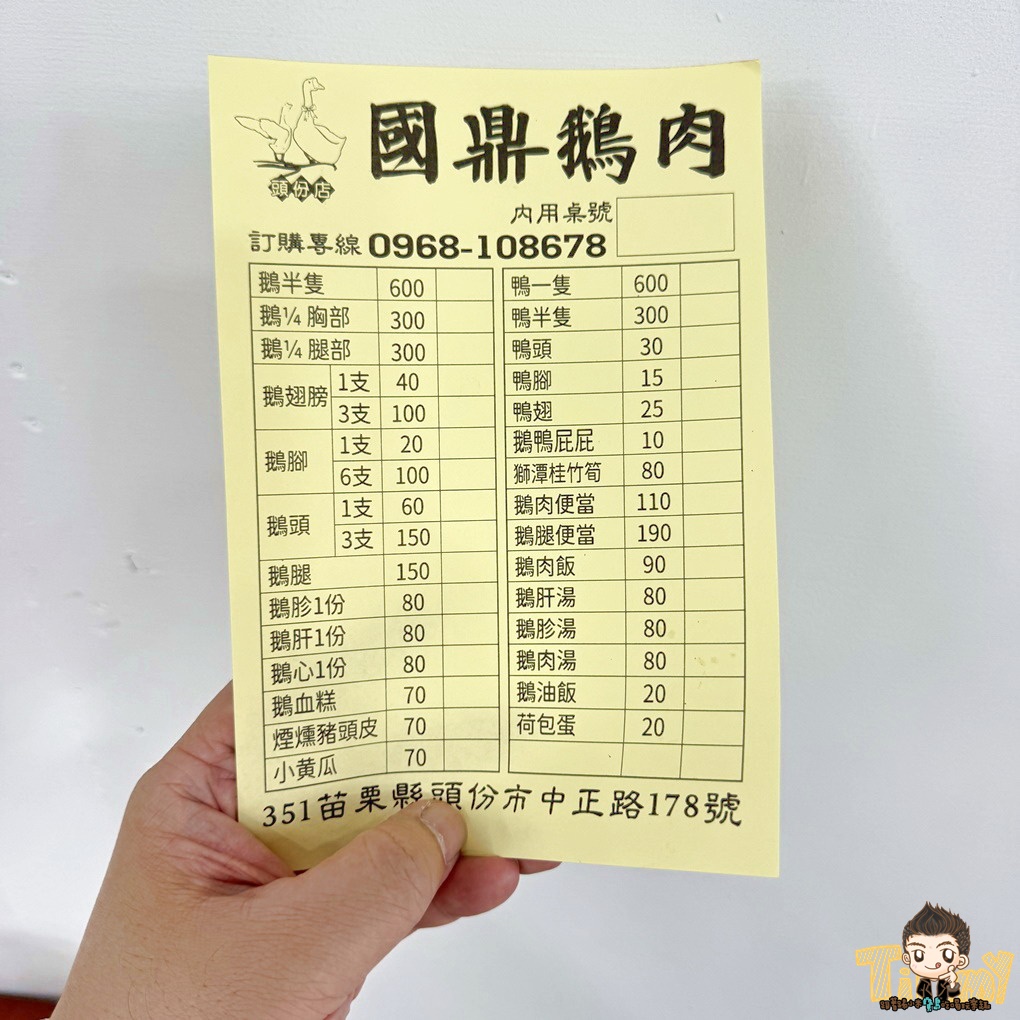 國鼎鵝肉
頭份店
內用桌號
訂購專線 0968-108678
鵝半隻 600
鵝¼ 胸部 300
鵝¼ 腿部 300
鵝翅膀 1支 40
3支 100
鵝腳 1支 20
6支 100
鵝頭 1支 60
3支 150
鵝腿 150
鵝胗1份 80
鵝肝1份 80
鵝心1份 80
鵝血糕 70
煙燻豬頭皮 70
小黄瓜 70
鴨一隻 600
鴨半隻 300
鴨頭 30
鴨腳 15
鴨翅 25
鵝鴨屁屁 10
獅潭桂竹筍 80
鵝肉便當 110
鵝腿便當 190
鵝肉飯 90
鵝肝湯 80
鵝胗湯 80
鵝肉湯 80
鵝油飯 20
荷包蛋 20
351苗栗縣頭份市中正路178號